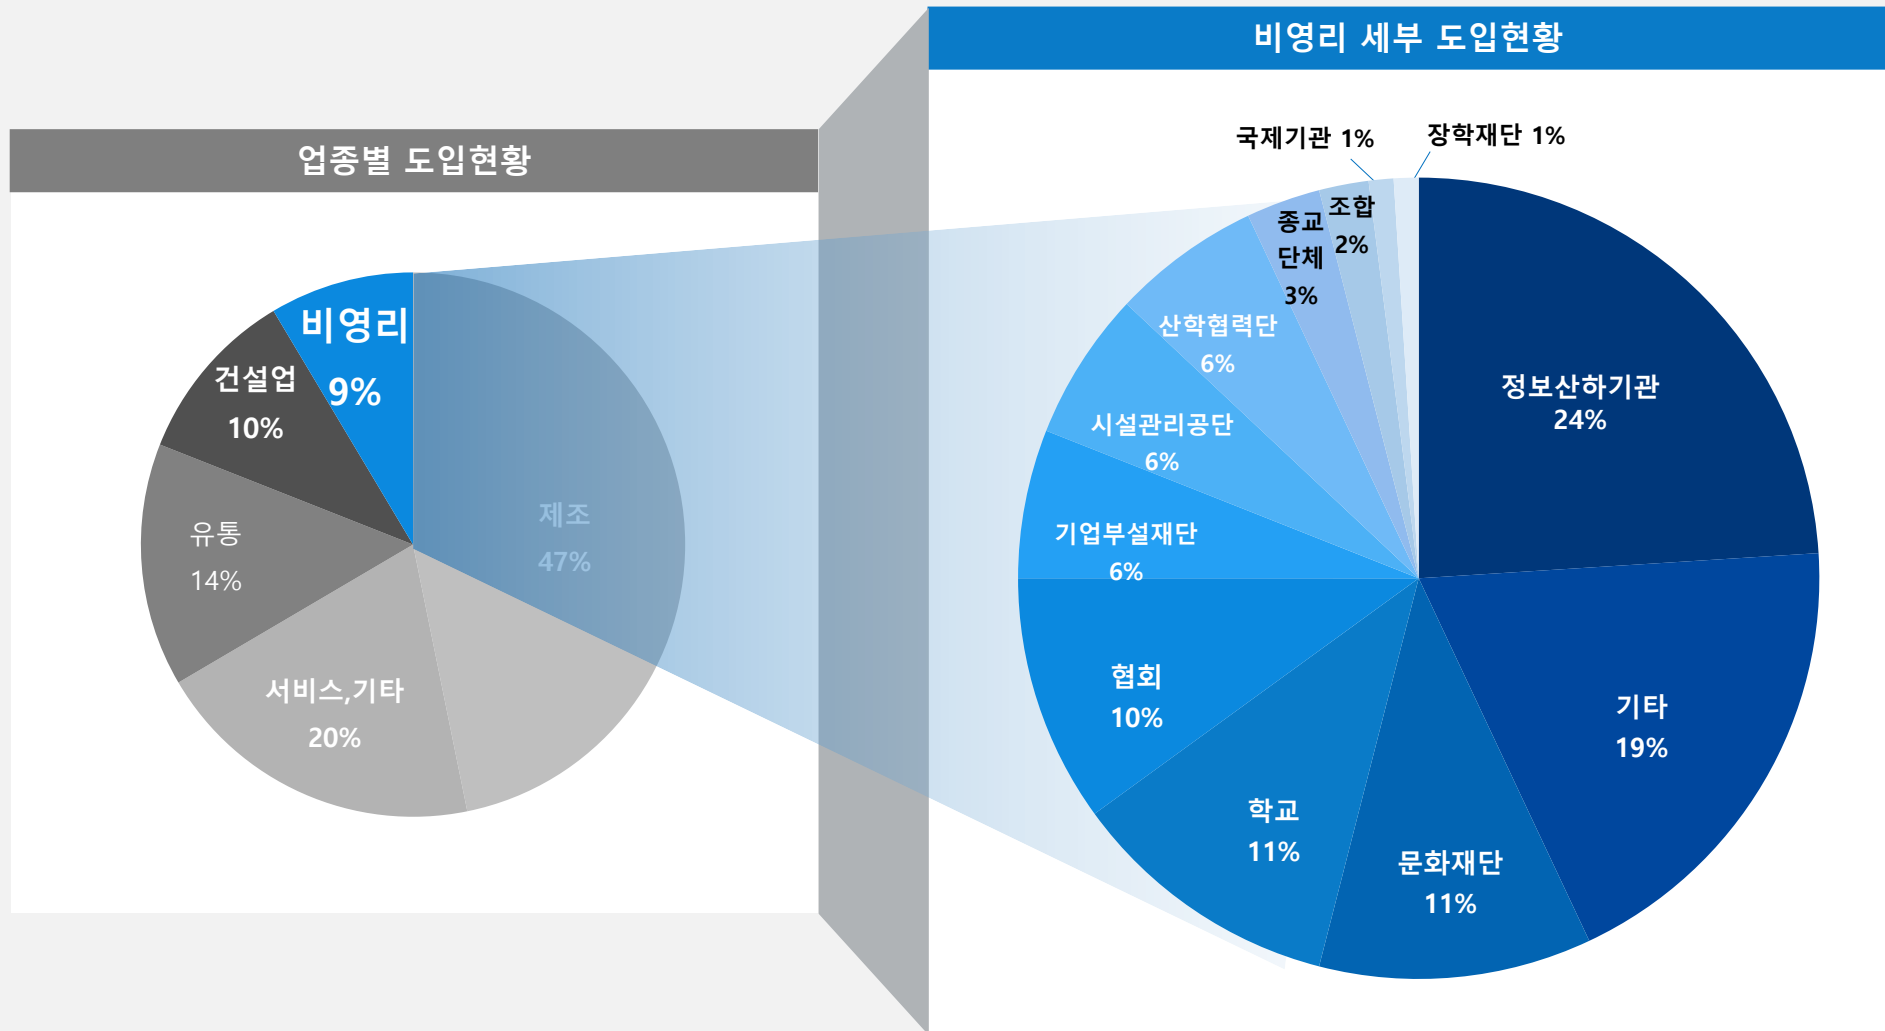 업종별 도입현황
비영리
9%
건설업
10%
유통
14%
서비스,기타
20%
제조
47%
비영리 세부 도입현황
국제기관 1%
장학재단 1%
조합
2%
종교
단체
3%
산학협력단
6%
시설관리공단
6%
기업부설재단
6%
협회
10%
학교
11%
문화재단
11%
기타
19%
정보산하기관
24%